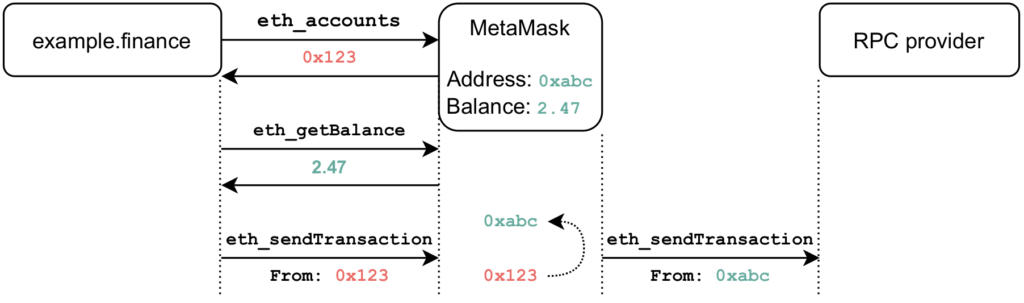 example.finance
eth_accounts
0x123
MetaMask
Address: 0xabc
Balance: 2.47
RPC provider
eth_getBalance
2.47
eth_sendTransaction
From: 0x123
0xabc
0x123
eth_sendTransaction
From: 0xabc